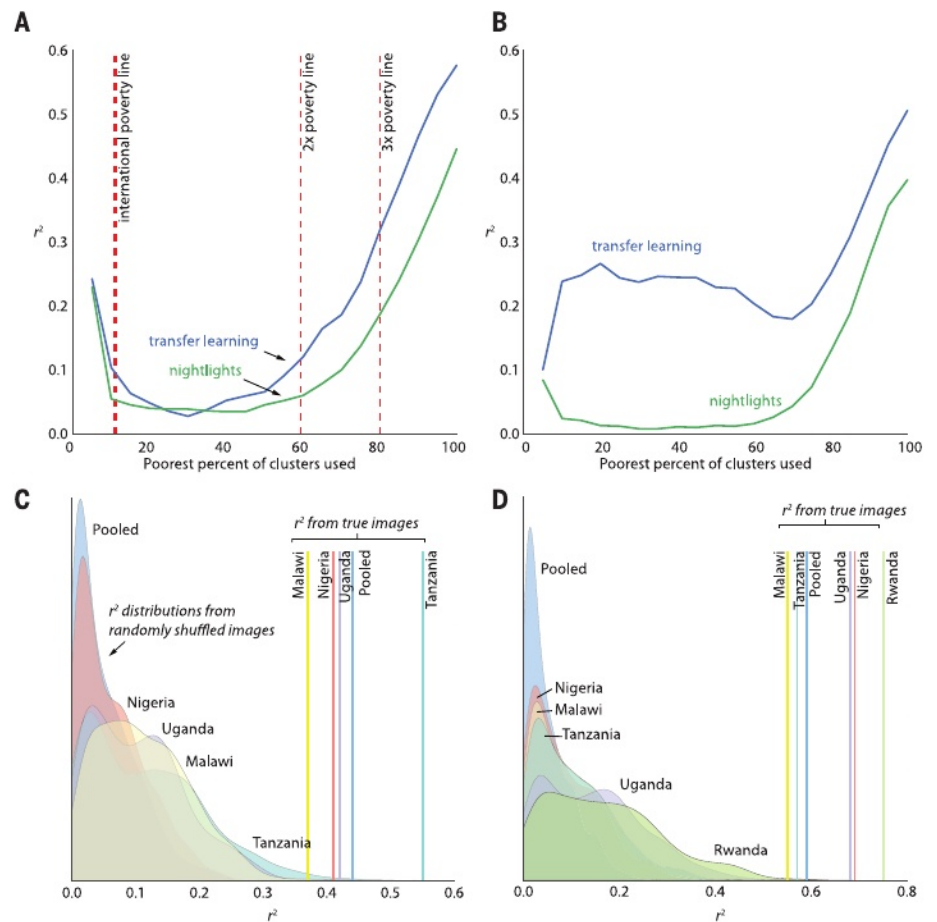 A
0.6
0.5
0.4
r²
0.3
0.2
0.1
0.0
international poverty line
2x poverty line
3x poverty line
transfer learning
nightlights
0
20
40
60
80
100
Poorest percent of clusters used
B
0.6
0.5
0.4
r²
0.3
0.2
0.1
0.0
transfer learning
nightlights
0
20
40
60
80
100
Poorest percent of clusters used
C
Pooled
r² distributions from
randomly shuffled images
Nigeria
Uganda
Malawi
Tanzania
r² from true images
Malawi
Nigeria
Uganda
Pooled
Tanzania
0.0
0.1
0.2
0.3
0.4
0.5
0.6
r²
D
Pooled
Nigeria
Malawi
Tanzania
Uganda
Rwanda
r² from true images
Malawi
Tanzania
Pooled
Uganda
Nigeria
Rwanda
0.0
0.2
0.4
0.6
0.8
r²